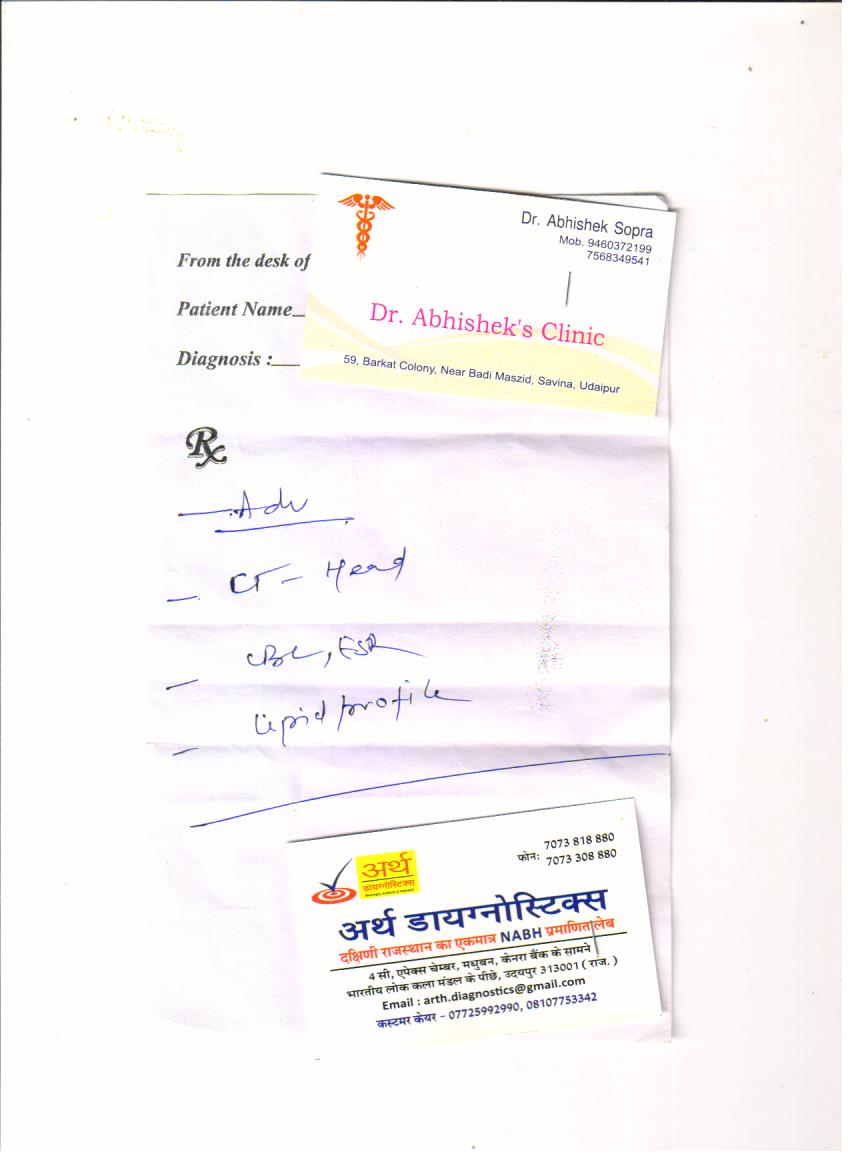 Dr. Abhishek Sopra
Mob. 9460372199
7568349541
From the desk of
Patient Name
Diagnosis :
Dr. Abhishek's Clinic
59, Barkat Colony, Near Badi Maszid, Savina, Udaipur
Rx
Adv
CT - Head
CBC, ESR
Lipid profile
फोनः 7073 818 880
7073 308 880
अर्थ
डायग्नोस्टिक्स
अर्थ डायग्नोस्टिक्स
दक्षिणी राजस्थान का एकमात्र NABH प्रमाणित लेब
4 सी, एपेक्स चेम्बर, मधुबन, केनरा बैंक के सामने
भारतीय लोक कला मंडल के पीछे, उदयपुर 313001 ( राज. )
Email : arth.diagnostics@gmail.com
कस्टमर केयर - 07725992990, 08107753342